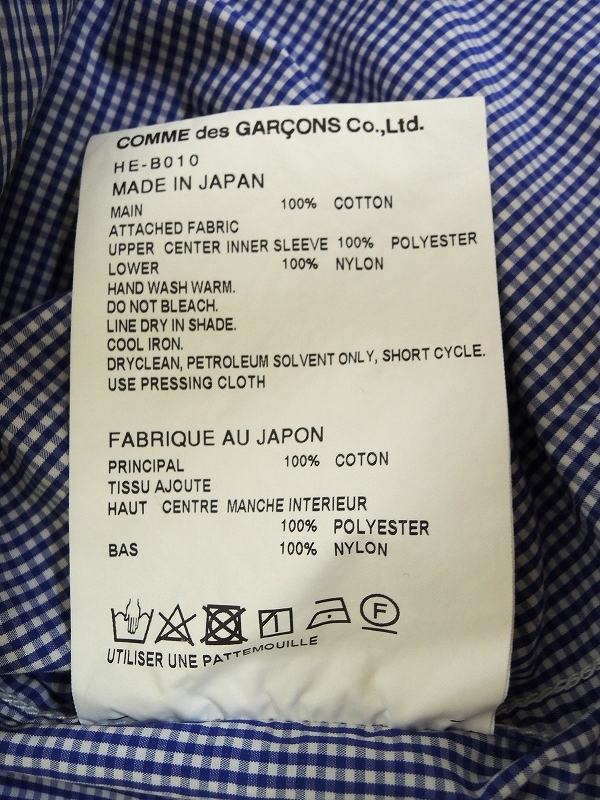 COMME des GARÇONS Co.,Ltd.
HE-B010
MADE IN JAPAN
MAIN 100% COTTON
ATTACHED FABRIC
UPPER CENTER INNER SLEEVE 100% POLYESTER
LOWER 100% NYLON
HAND WASH WARM.
DO NOT BLEACH.
LINE DRY IN SHADE.
COOL IRON.
DRYCLEAN, PETROLEUM SOLVENT ONLY, SHORT CYCLE.
USE PRESSING CLOTH
FABRIQUE AU JAPON
PRINCIPAL 100% COTON
TISSU AJOUTE
HAUT CENTRE MANCHE INTERIEUR
100% POLYESTER
BAS 100% NYLON
F
UTILISER UNE PATTEMOUILLE